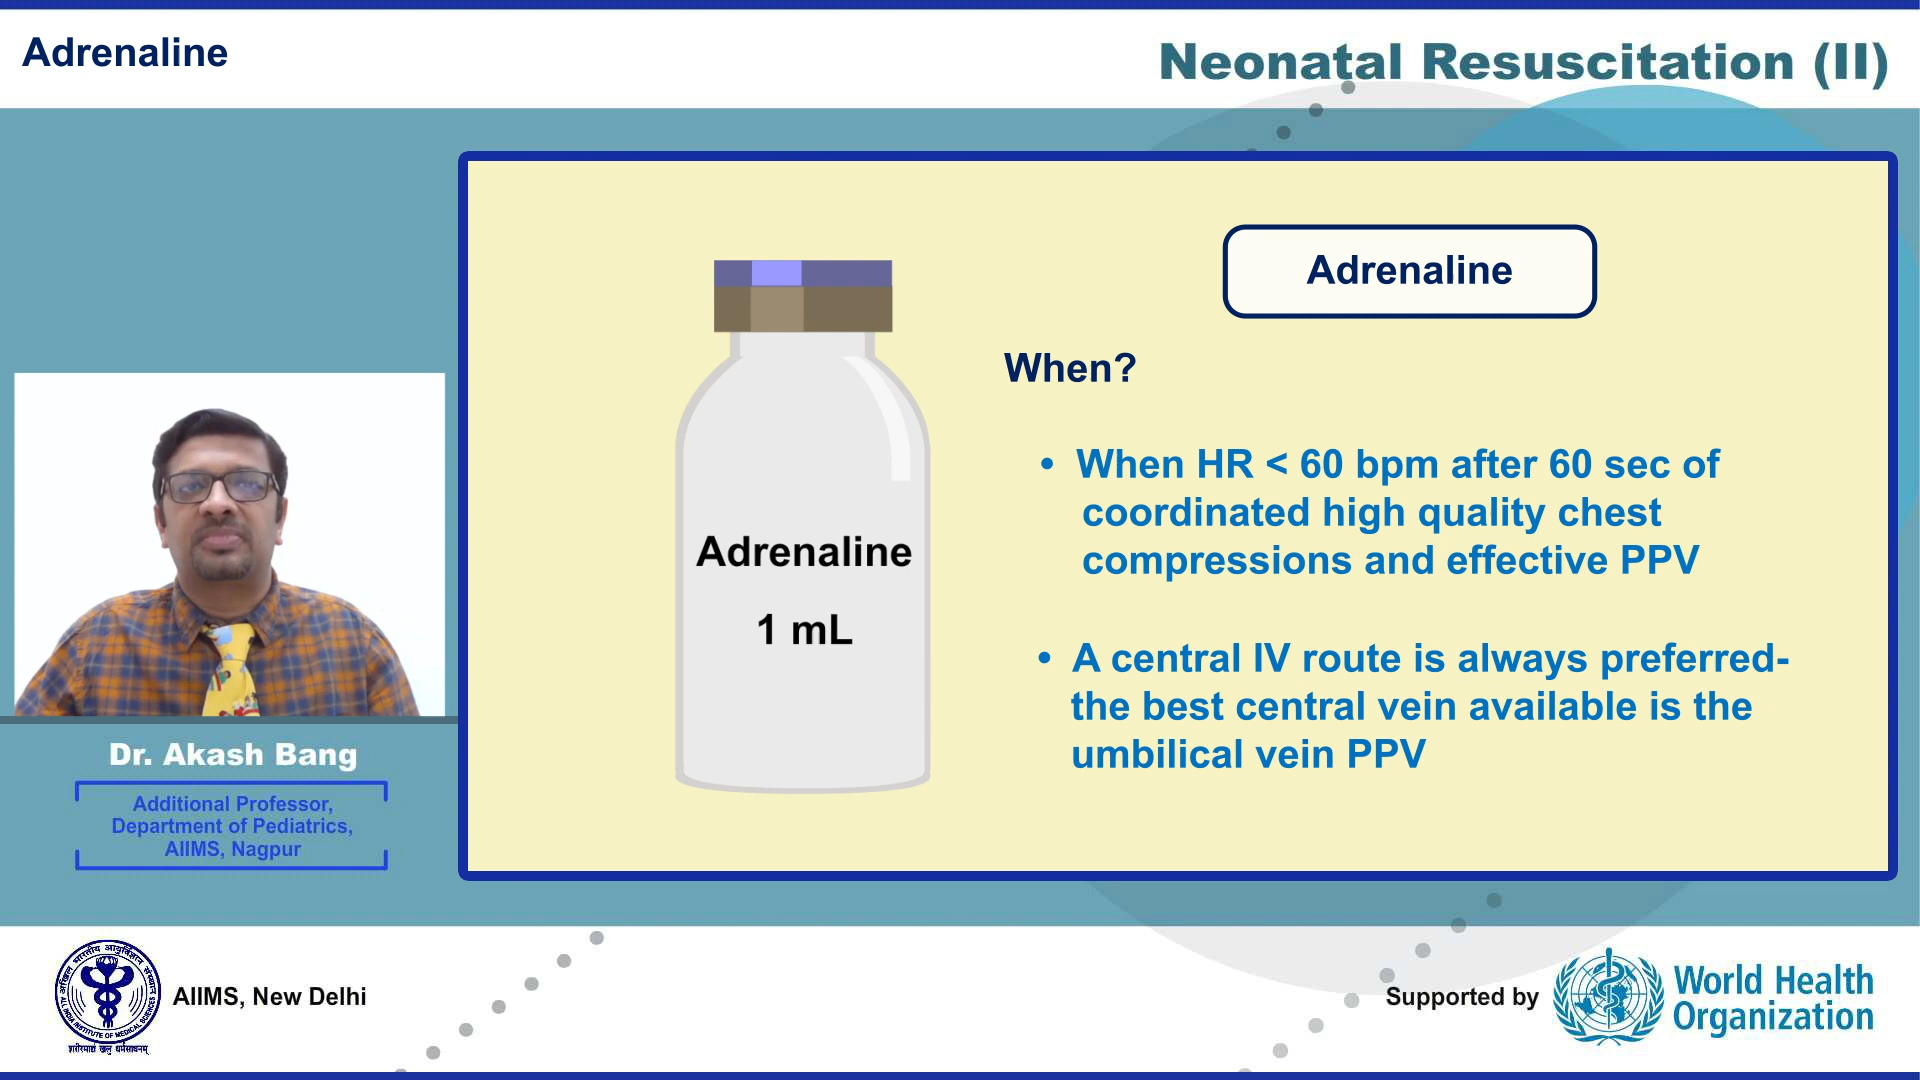 Adrenaline
Neonatal Resuscitation (II)
Adrenaline
When?
• When HR < 60 bpm after 60 sec of
coordinated high quality chest
compressions and effective PPV
• A central IV route is always preferred-
the best central vein available is the
umbilical vein PPV
Adrenaline
1 mL
Dr. Akash Bang
Additional Professor,
Department of Pediatrics,
AIIMS, Nagpur
AIIMS, New Delhi
Supported by
World Health
Organization